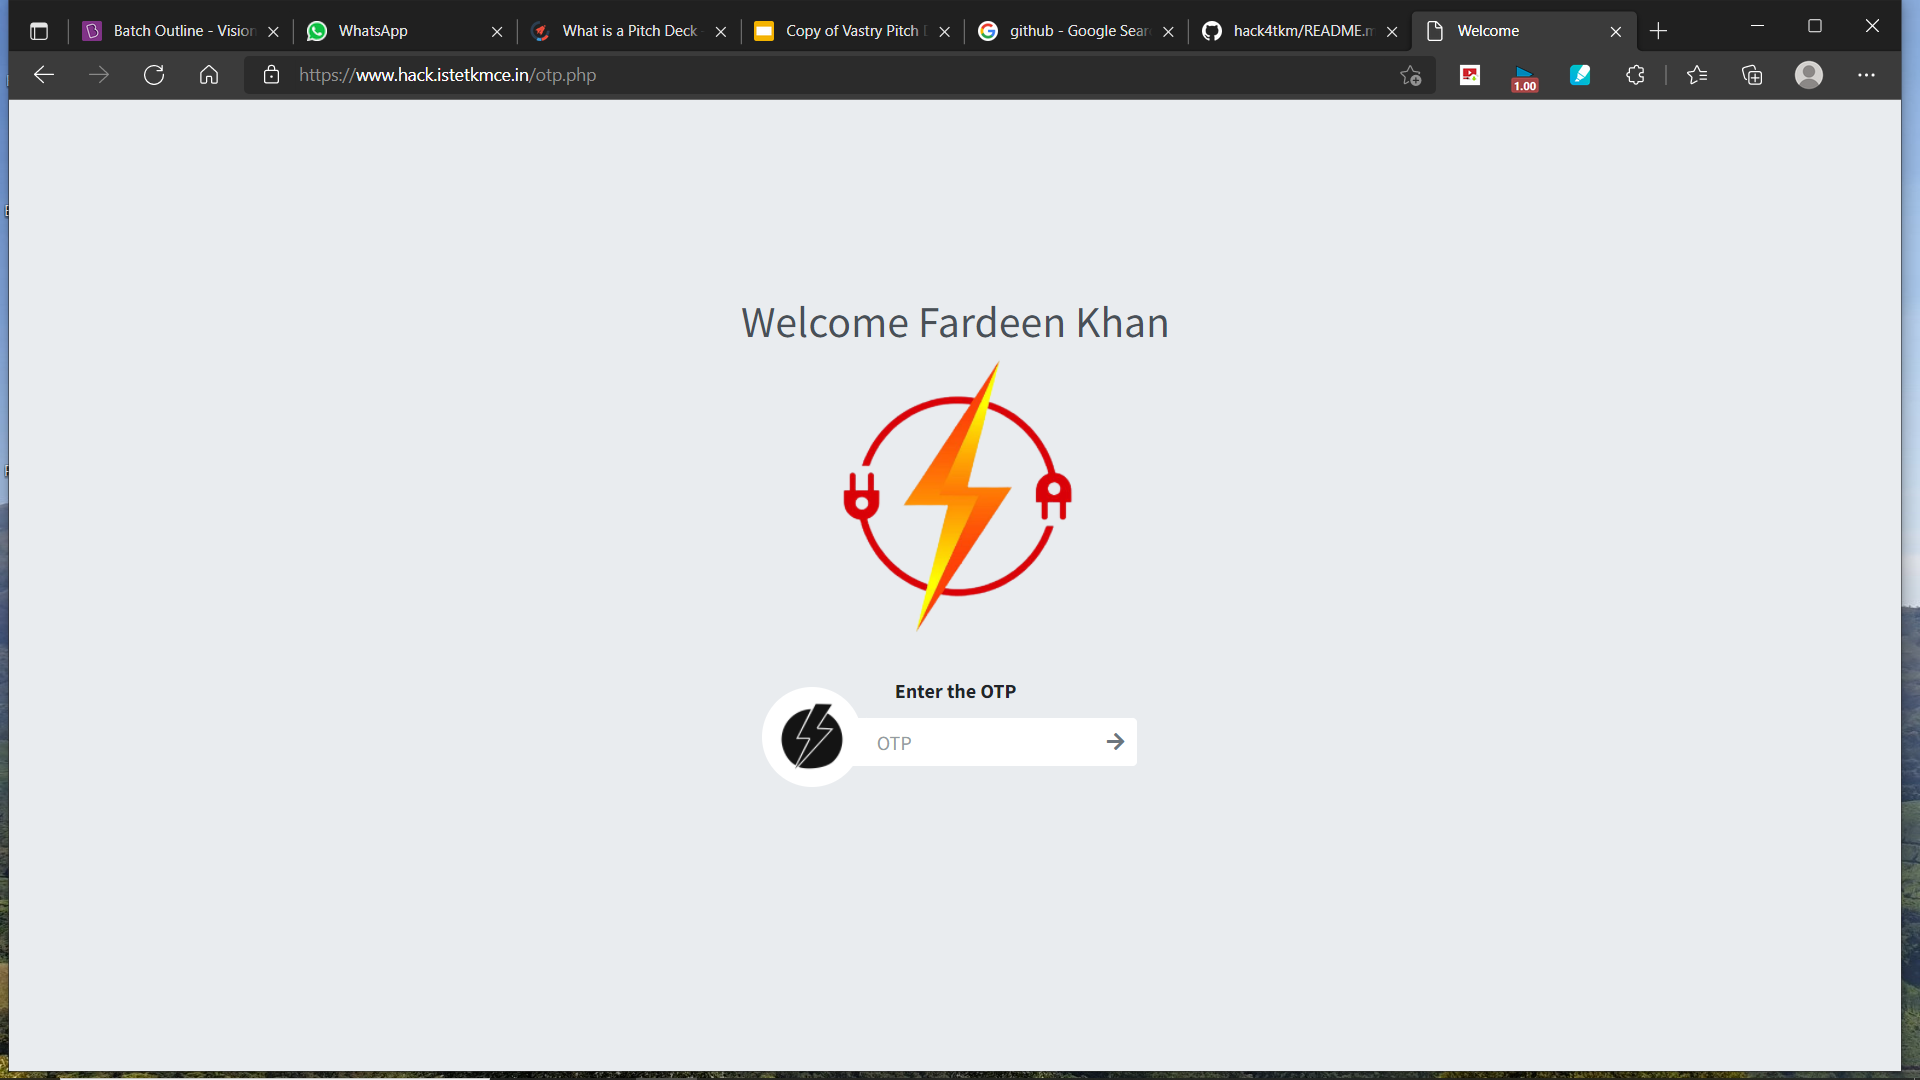 Batch Outline - Vision
WhatsApp
What is a Pitch Deck
Copy of Vastry Pitch
github - Google Sear
hack4tkm/README.m
Welcome
https://www.hack.istetkmce.in/otp.php
1.00
Welcome Fardeen Khan
Enter the OTP
OTP